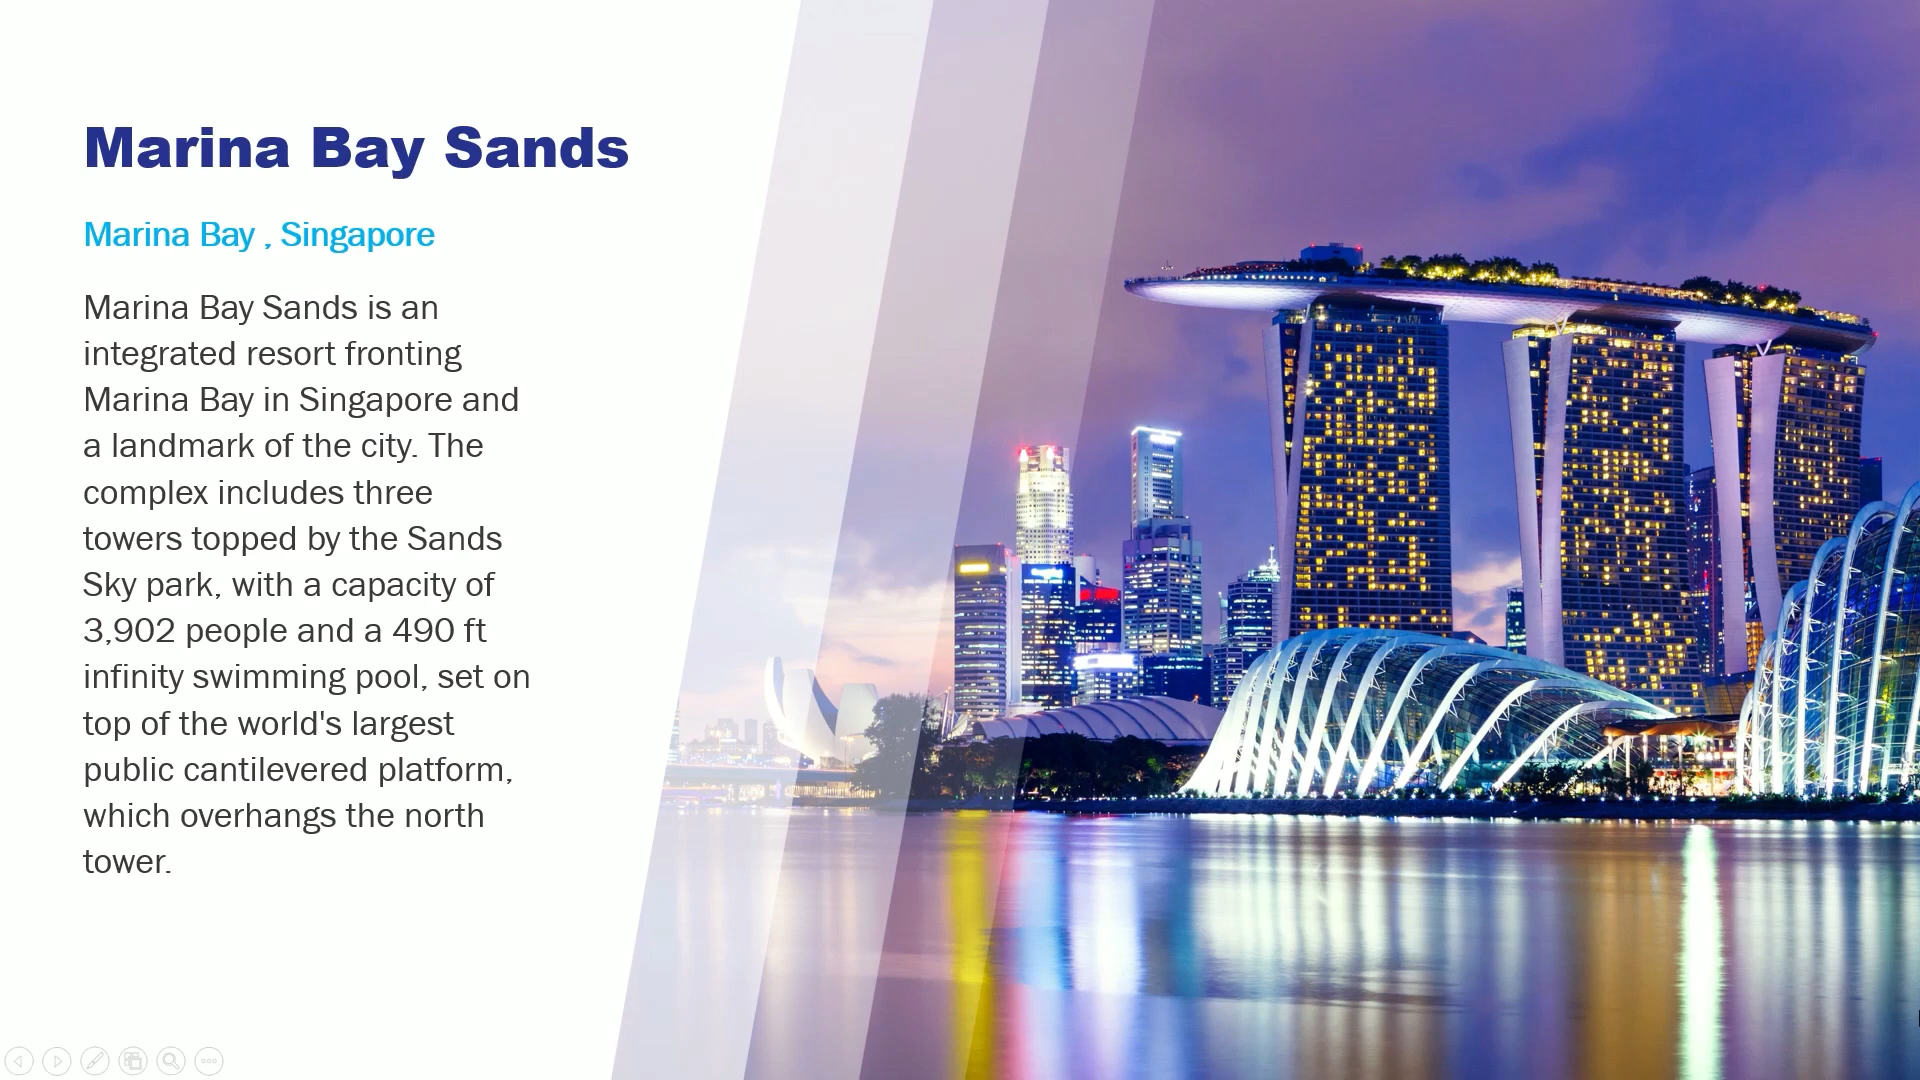 Marina Bay Sands
Marina Bay , Singapore
Marina Bay Sands is an
integrated resort fronting
Marina Bay in Singapore and
a landmark of the city. The
complex includes three
towers topped by the Sands
Sky park, with a capacity of
3,902 people and a 490 ft
infinity swimming pool, set on
top of the world's largest
public cantilevered platform,
which overhangs the north
tower.